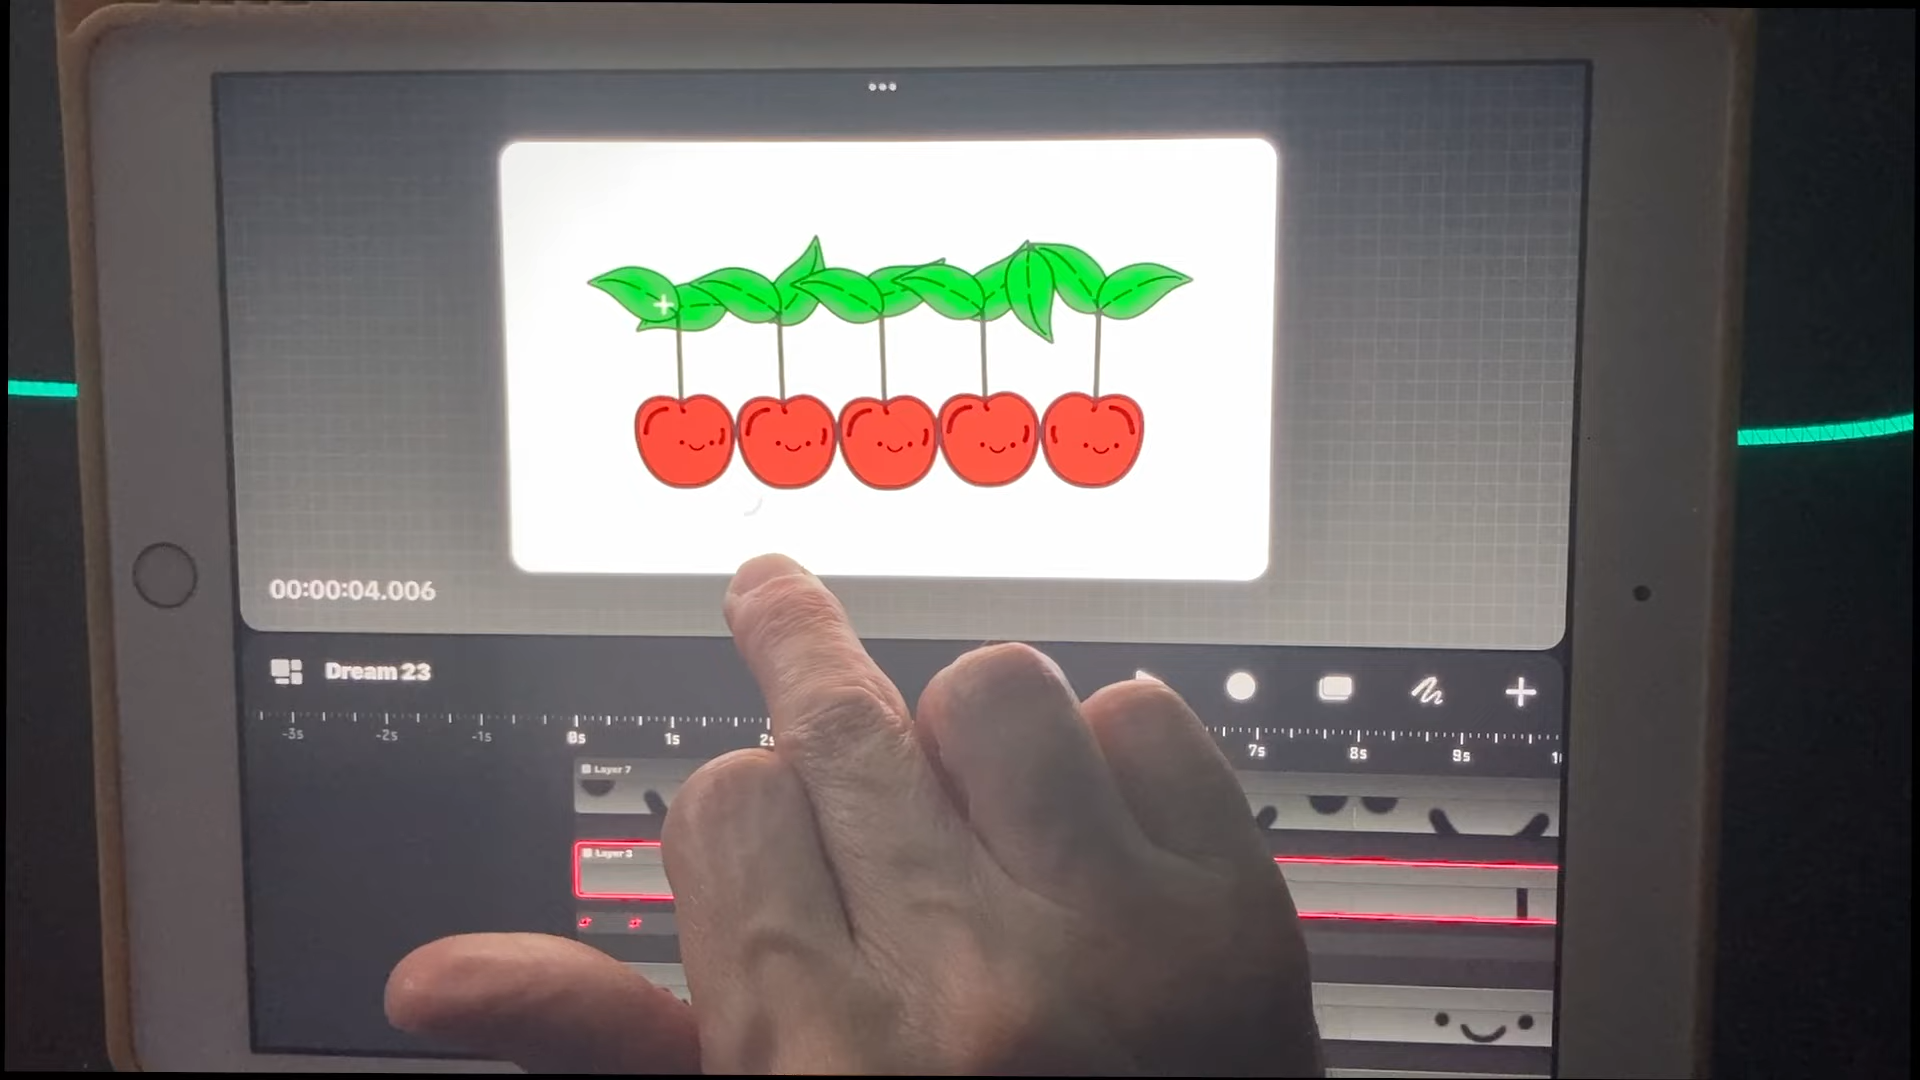 00:00:04.006
Dream 23
-3s -2s -1s 0s 1s 2s 7s 8s 9s
Layer 7
Layer 3